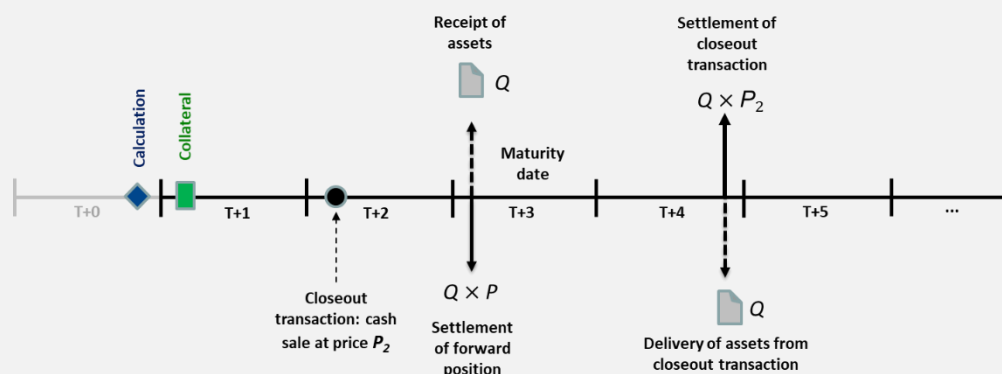 Receipt of
assets
Q
Settlement of
closeout
transaction
Q × P₂
Calculation
Collateral
Maturity
date
T+0
T+1
T+2
T+3
T+4
T+5
...
Closeout
transaction: cash
sale at price P₂
Q × P
Settlement
of forward
position
Q
Delivery of assets from
closeout transaction